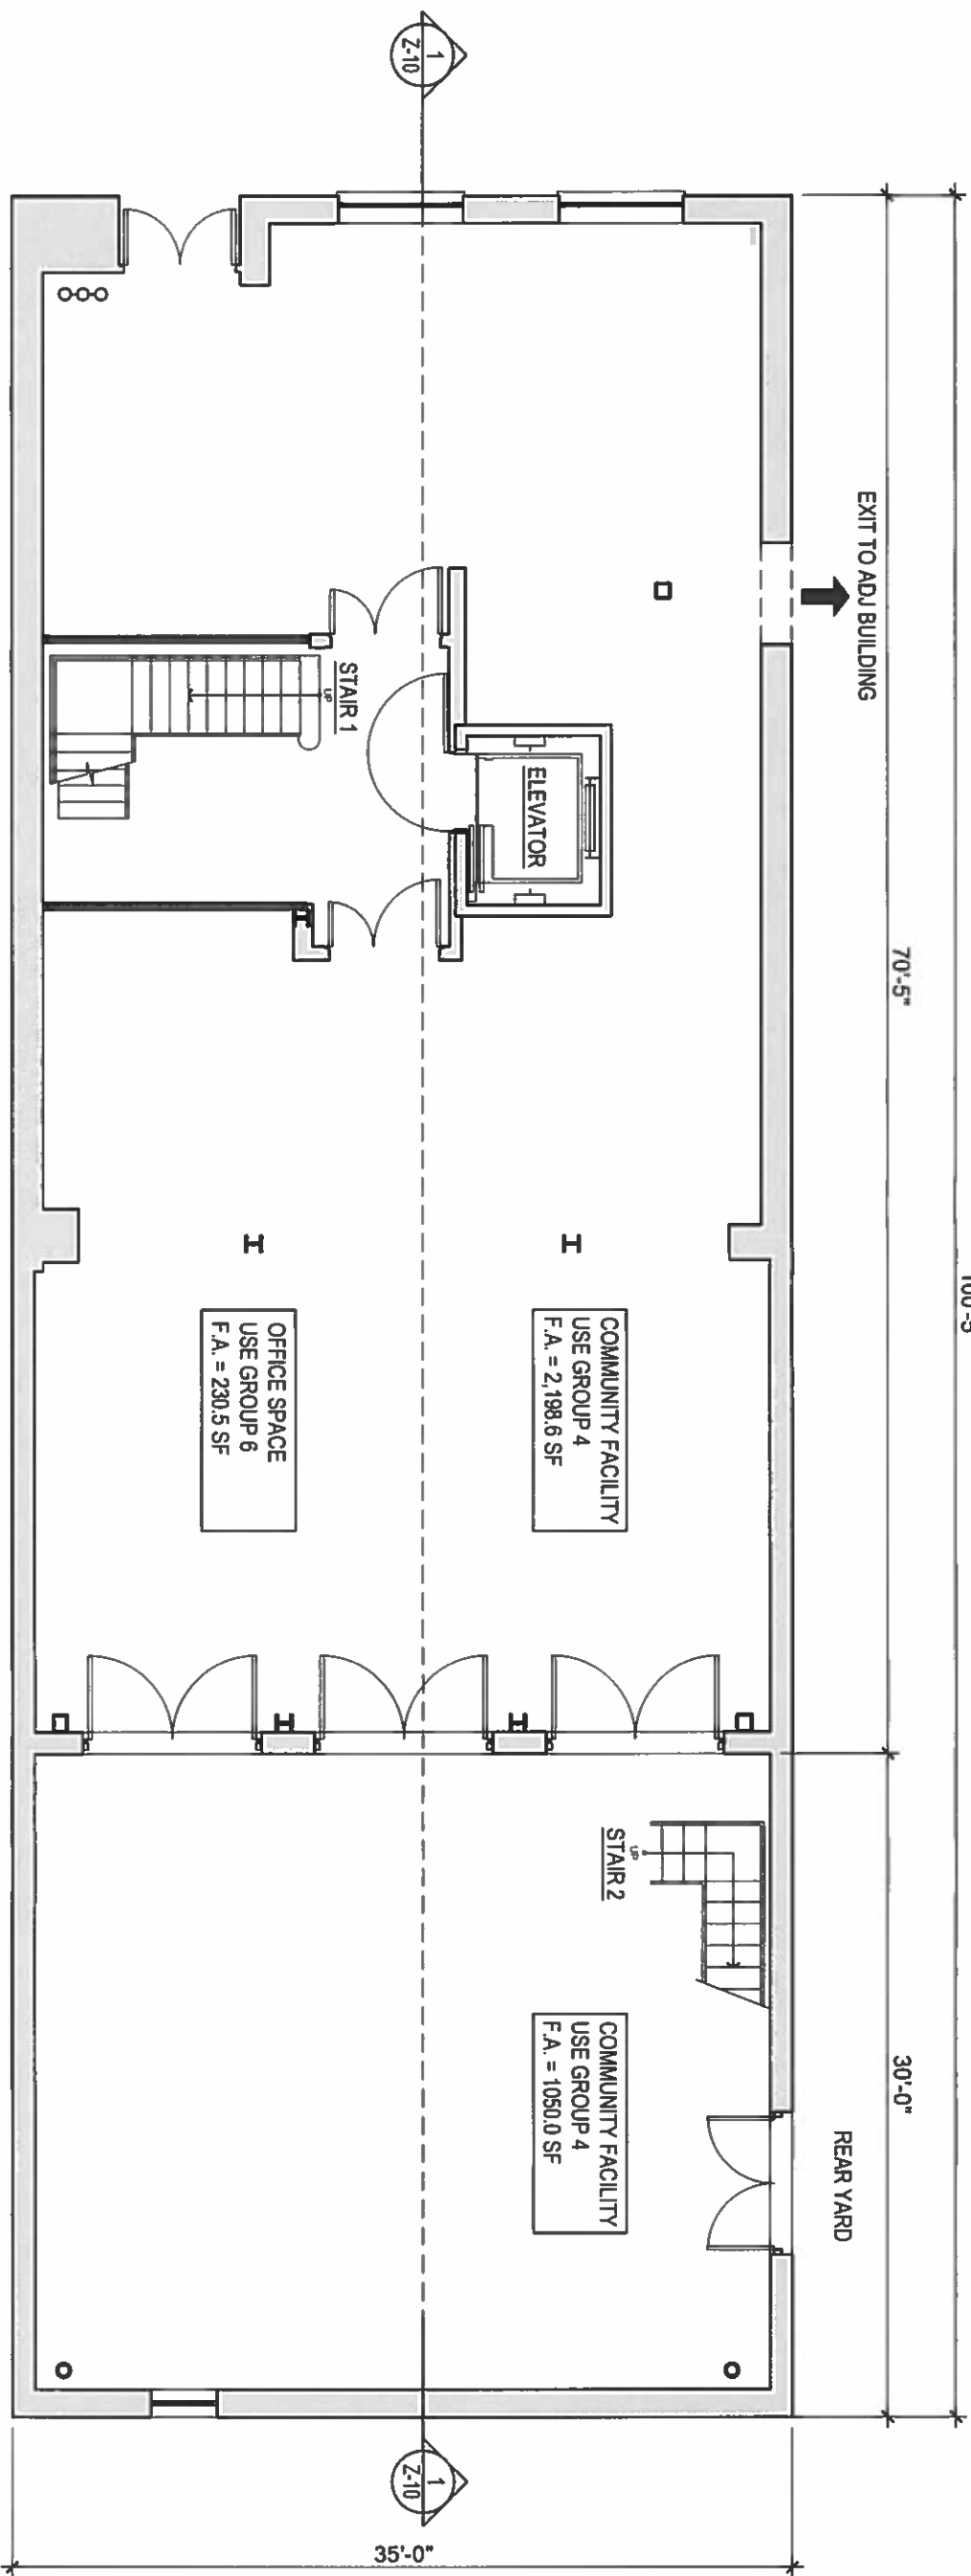 1
Z-10
EXIT TO ADJ BUILDING
70'-5"
100'-5"
STAIR 1
UP
ELEVATOR
COMMUNITY FACILITY
USE GROUP 4
F.A. = 2,198.6 SF
OFFICE SPACE
USE GROUP 6
F.A. = 230.5 SF
30'-0"
REAR YARD
STAIR 2
UP
COMMUNITY FACILITY
USE GROUP 4
F.A. = 1050.0 SF
1
Z-10
35'-0"